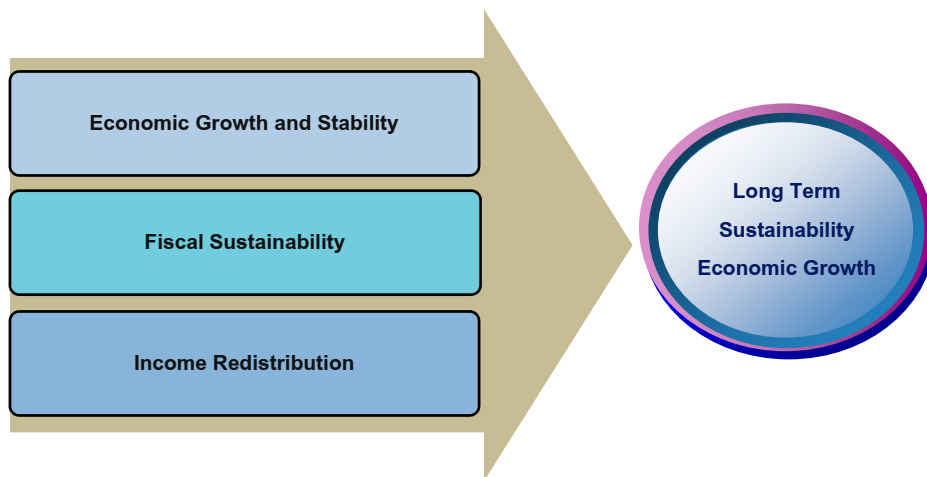 Economic Growth and Stability
Fiscal Sustainability
Income Redistribution
Long Term
Sustainability
Economic Growth